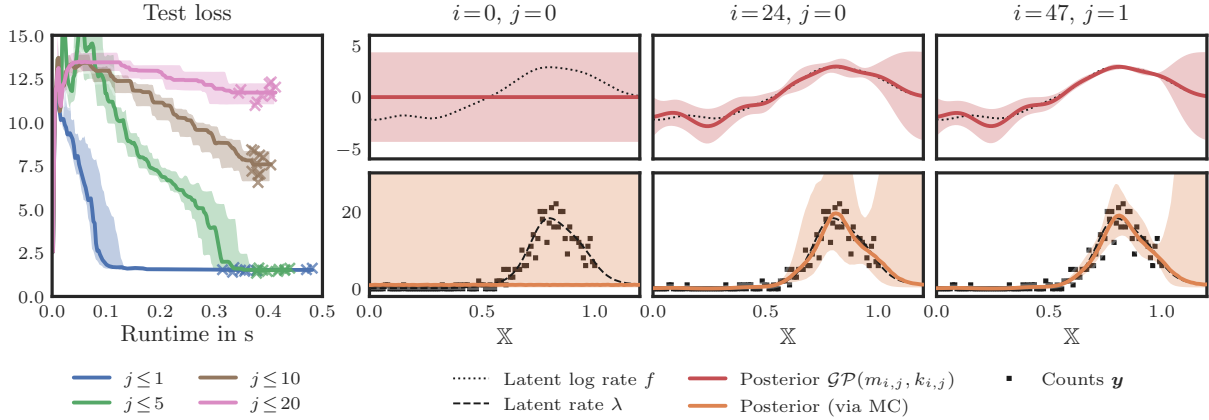 Test loss
i=0, j=0
i=24, j=0
i=47, j=1
15.0
12.5
10.0
7.5
5.0
2.5
0.0
0.0 0.1 0.2 0.3 0.4 0.5
Runtime in s
5
0
−5
20
0
0.0 0.5 1.0
𝕏
0.0 0.5 1.0
𝕏
0.0 0.5 1.0
𝕏
j ≤ 1
j ≤ 5
j ≤ 10
j ≤ 20
Latent log rate f
Latent rate λ
Posterior 𝒢𝒫(m_{i,j}, k_{i,j})
Posterior (via MC)
Counts y